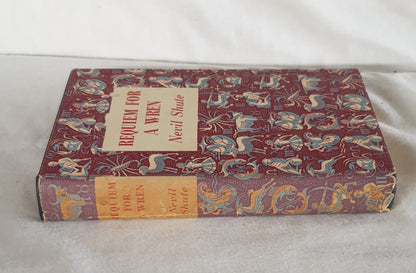 REQUIEM FOR
A WREN
Nevil Shute
REQUIEM
FOR
A WREN
Nevil
Shute